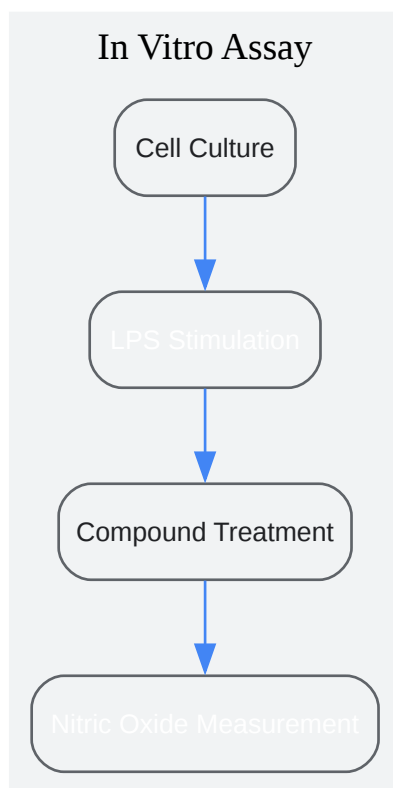 In Vitro Assay
Cell Culture
LPS Stimulation
Compound Treatment
Nitric Oxide Measurement